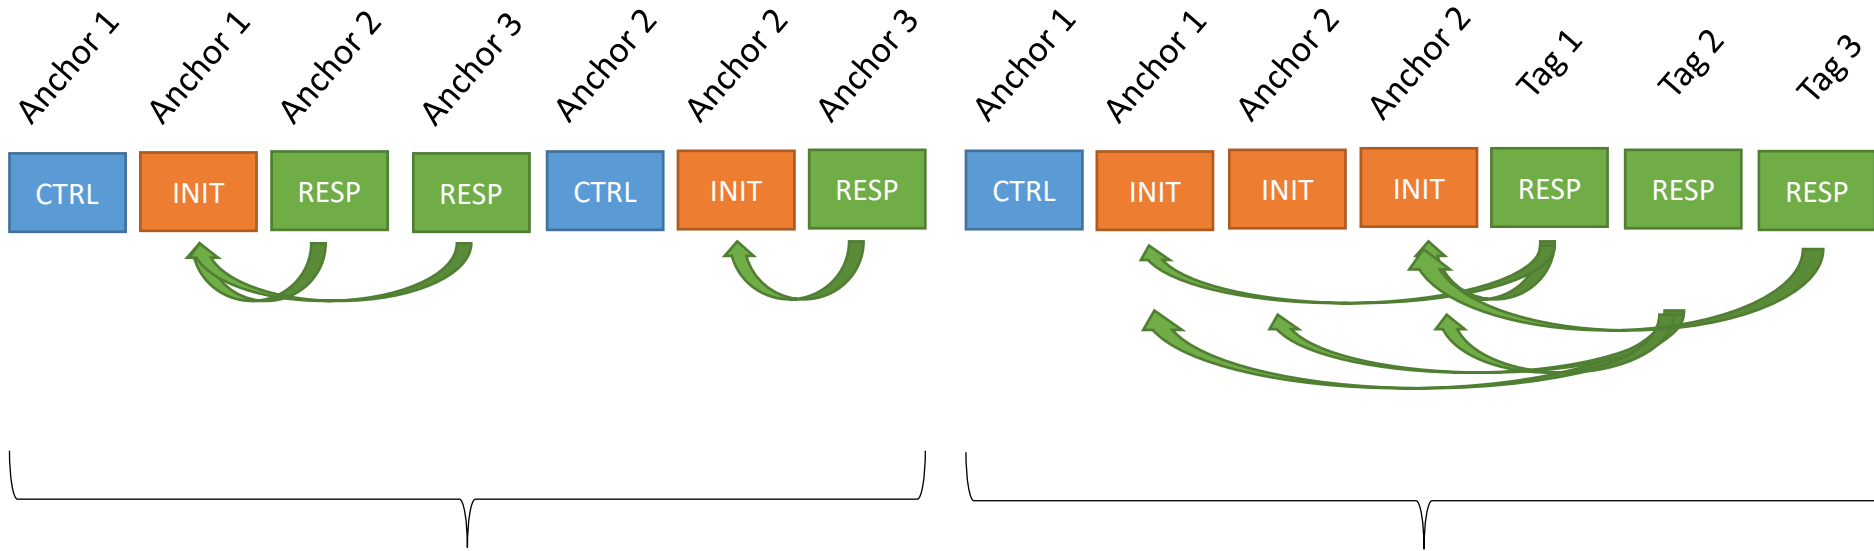 Anchor 1
Anchor 1
Anchor 2
Anchor 3
Anchor 2
Anchor 2
Anchor 3
Anchor 1
Anchor 1
Anchor 2
Anchor 2
Tag 1
Tag 2
Tag 3
CTRL
INIT
RESP
RESP
CTRL
INIT
RESP
CTRL
INIT
INIT
INIT
RESP
RESP
RESP